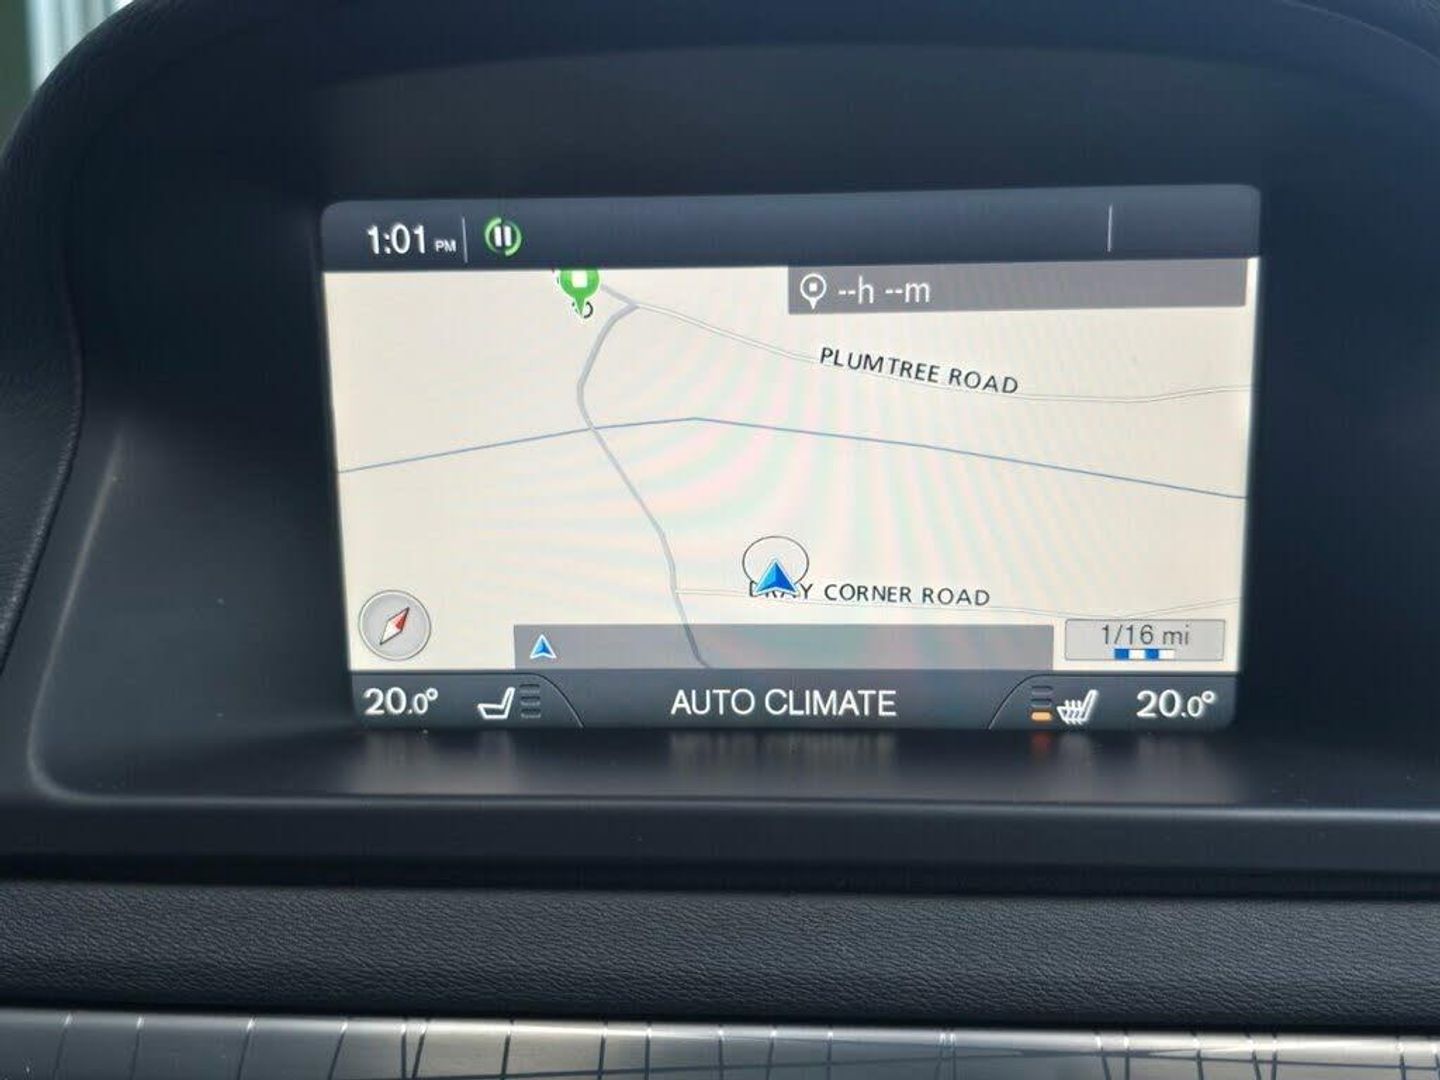 1:01 PM
--h --m
PLUMTREE ROAD
CORNER ROAD
1/16 mi
20.0° AUTO CLIMATE 20.0°